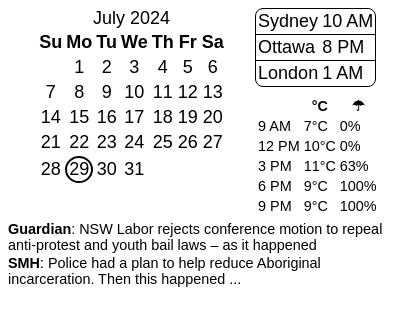 July 2024
Su Mo Tu We Th Fr Sa
1 2 3 4 5 6
7 8 9 10 11 12 13
14 15 16 17 18 19 20
21 22 23 24 25 26 27
28 29 30 31
Sydney 10 AM
Ottawa 8 PM
London 1 AM
°C ☂
9 AM 7°C 0%
12 PM 10°C 0%
3 PM 11°C 63%
6 PM 9°C 100%
9 PM 9°C 100%
Guardian: NSW Labor rejects conference motion to repeal
anti-protest and youth bail laws – as it happened
SMH: Police had a plan to help reduce Aboriginal
incarceration. Then this happened ...